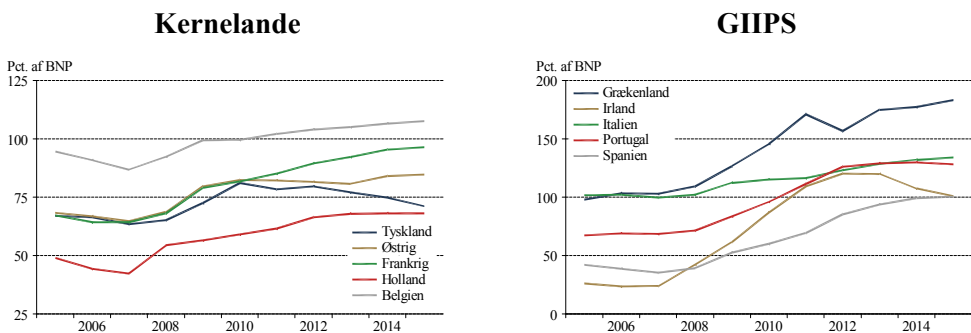 Kernelande
Pct. af BNP
125
100
75
50
25
2006 2008 2010 2012 2014
Tyskland
Østrig
Frankrig
Holland
Belgien
GIIPS
Pct. af BNP
200
150
100
50
0
2006 2008 2010 2012 2014
Grækenland
Irland
Italien
Portugal
Spanien